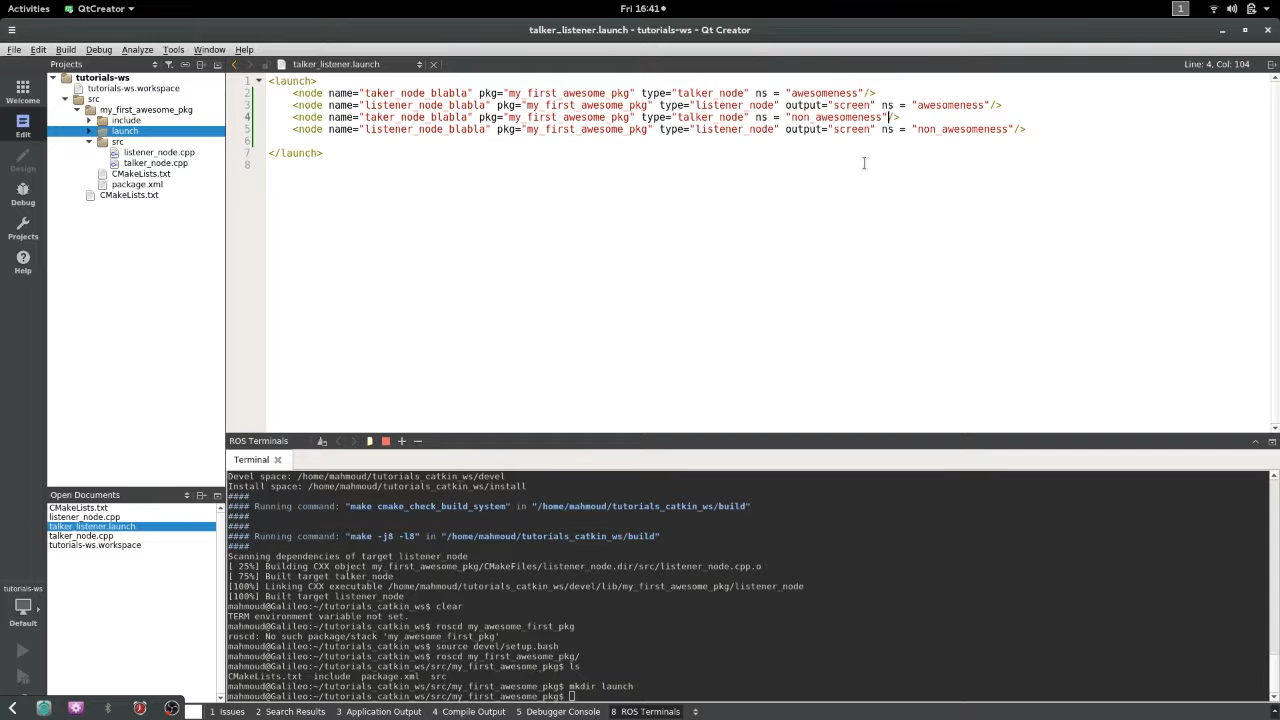 Activities QtCreator Fri 16:41 1
talker_listener.launch - tutorials-ws - Qt Creator
File Edit Build Debug Analyze Tools Window Help
Projects talker_listener.launch Line: 4, Col: 104
tutorials-ws
tutorials-ws.workspace
src
my_first_awesome_pkg
include
launch
src
listener_node.cpp
talker_node.cpp
CMakeLists.txt
package.xml
CMakeLists.txt
Welcome
Edit
Design
Debug
Projects
Help
1 <launch>
2 <node name="taker_node_blabla" pkg="my_first_awesome_pkg" type="talker_node" ns = "awesomeness"/>
3 <node name="listener_node_blabla" pkg="my_first_awesome_pkg" type="listener_node" output="screen" ns = "awesomeness"/>
4 <node name="taker_node_blabla" pkg="my_first_awesome_pkg" type="talker_node" ns = "non_awesomeness"/>
5 <node name="listener_node_blabla" pkg="my_first_awesome_pkg" type="listener_node" output="screen" ns = "non_awesomeness"/>
6
7 </launch>
8
Open Documents
CMakeLists.txt
listener_node.cpp
talker_listener.launch
talker_node.cpp
tutorials-ws.workspace
tutorials-ws
Default
ROS Terminals
Terminal
Devel space: /home/mahmoud/tutorials_catkin_ws/devel
Install space: /home/mahmoud/tutorials_catkin_ws/install
####
#### Running command: "make cmake_check_build_system" in "/home/mahmoud/tutorials_catkin_ws/build"
####
####
#### Running command: "make -j8 -l8" in "/home/mahmoud/tutorials_catkin_ws/build"
####
Scanning dependencies of target listener_node
[ 25%] Building CXX object my_first_awesome_pkg/CMakeFiles/listener_node.dir/src/listener_node.cpp.o
[ 75%] Built target talker_node
[100%] Linking CXX executable /home/mahmoud/tutorials_catkin_ws/devel/lib/my_first_awesome_pkg/listener_node
[100%] Built target listener_node
mahmoud@Galileo:~/tutorials_catkin_ws$ clear
TERM environment variable not set.
mahmoud@Galileo:~/tutorials_catkin_ws$ roscd my_awesome_first_pkg
roscd: No such package/stack 'my_awesome_first_pkg'
mahmoud@Galileo:~/tutorials_catkin_ws$ source devel/setup.bash
mahmoud@Galileo:~/tutorials_catkin_ws$ roscd my_first_awesome_pkg/
mahmoud@Galileo:~/tutorials_catkin_ws/src/my_first_awesome_pkg$ ls
CMakeLists.txt include package.xml src
mahmoud@Galileo:~/tutorials_catkin_ws/src/my_first_awesome_pkg$ mkdir launch
mahmoud@Galileo:~/tutorials_catkin_ws/src/my_first_awesome_pkg$
1 Issues 2 Search Results 3 Application Output 4 Compile Output 5 Debugger Console 8 ROS Terminals